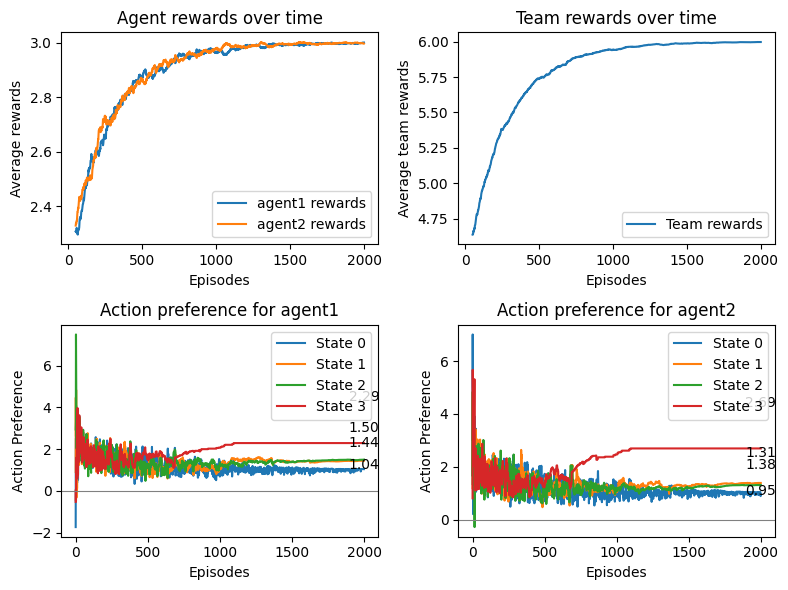 Agent rewards over time
Average rewards
3.0
2.8
2.6
2.4
agent1 rewards
agent2 rewards
0
500
1000
1500
2000
Episodes
Team rewards over time
Average team rewards
6.00
5.75
5.50
5.25
5.00
4.75
Team rewards
0
500
1000
1500
2000
Episodes
Action preference for agent1
Action Preference
6
4
2
0
−2
State 0
State 1
State 2
State 3
2.29
1.50
1.44
1.04
0
500
1000
1500
2000
Episodes
Action preference for agent2
Action Preference
6
4
2
0
State 0
State 1
State 2
State 3
2.69
1.31
1.38
0.95
0
500
1000
1500
2000
Episodes